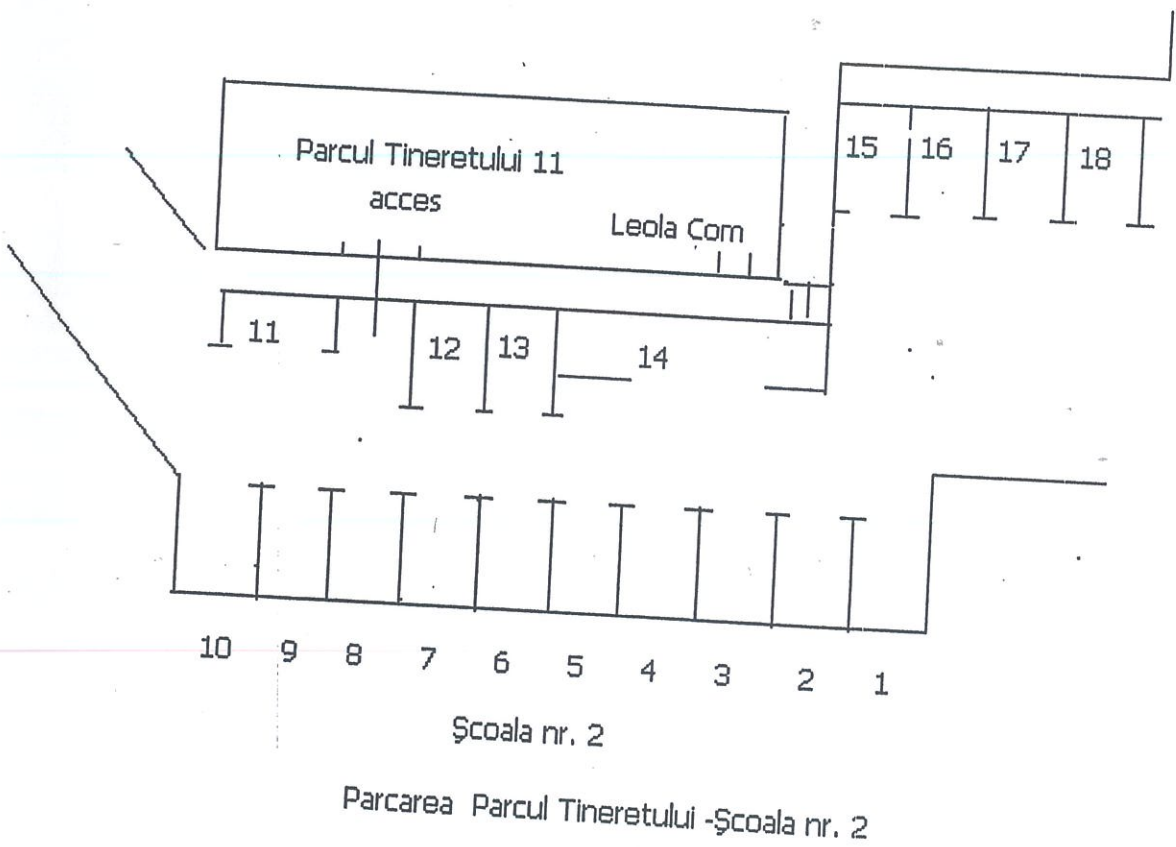 Parcul Tineretului 11
acces
Leola Com
15 16 17 18
11 12 13 14
10 9 8 7 6 5 4 3 2 1
Şcoala nr. 2
Parcarea Parcul Tineretului -Şcoala nr. 2